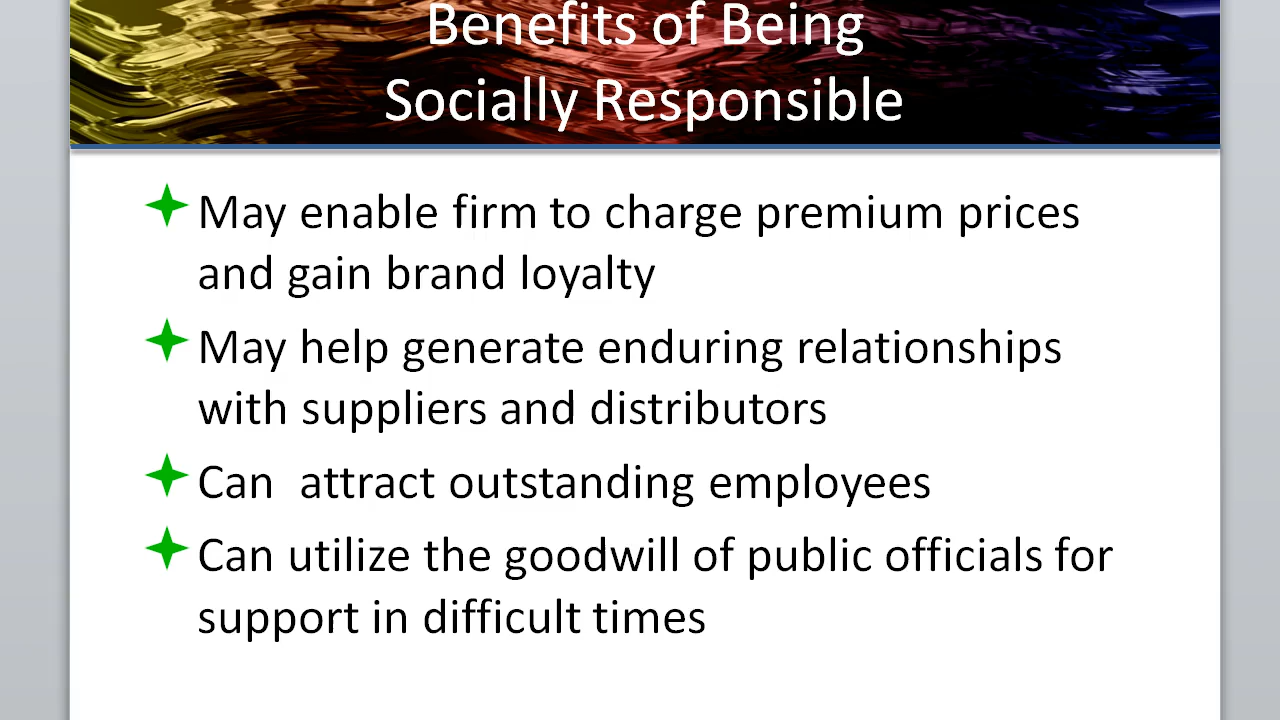 Benefits of Being
Socially Responsible
May enable firm to charge premium prices
and gain brand loyalty
May help generate enduring relationships
with suppliers and distributors
Can  attract outstanding employees
Can utilize the goodwill of public officials for
support in difficult times